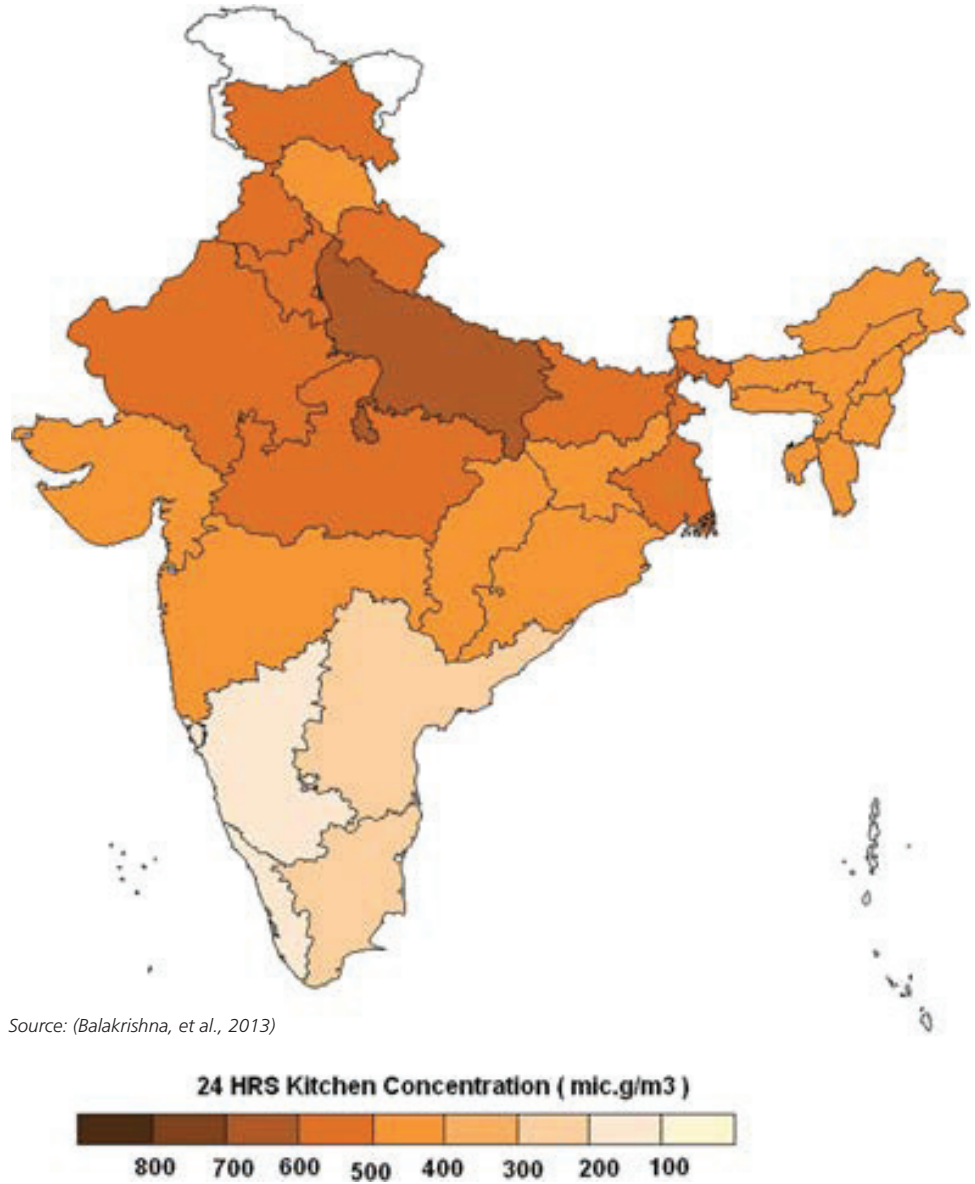 Source: (Balakrishna, et al., 2013)
24 HRS Kitchen Concentration ( mic.g/m3 )
800 700 600 500 400 300 200 100